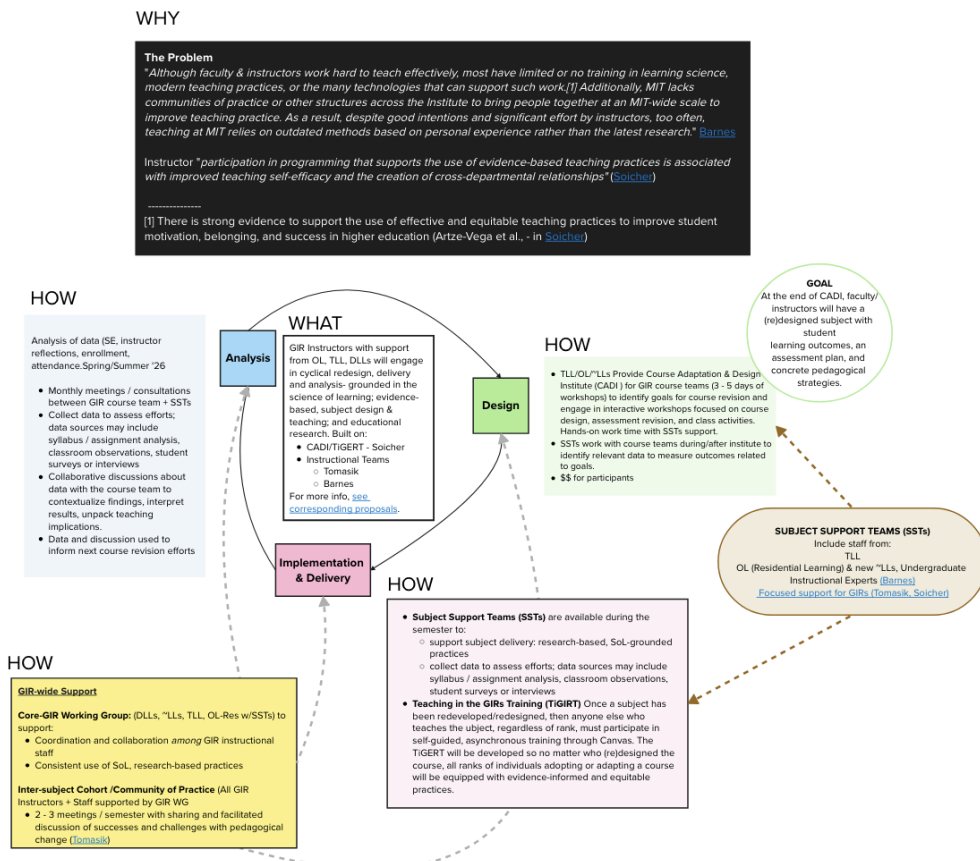 WHY
The Problem
"Although faculty & instructors work hard to teach effectively, most have limited or no training in learning science,
modern teaching practices, or the many technologies that can support such work.[1] Additionally, MIT lacks
communities of practice or other structures across the Institute to bring people together at an MIT-wide scale to
improve teaching practice. As a result, despite good intentions and significant effort by instructors, too often,
teaching at MIT relies on outdated methods based on personal experience rather than the latest research." Barnes
Instructor "participation in programming that supports the use of evidence-based teaching practices is associated
with improved teaching self-efficacy and the creation of cross-departmental relationships" (Soicher)
---------------
[1] There is strong evidence to support the use of effective and equitable teaching practices to improve student
motivation, belonging, and success in higher education (Artze-Vega et al., - in Soicher)
HOW
Analysis of data (SE, instructor
reflections, enrollment,
attendance.Spring/Summer '26
• Monthly meetings / consultations
between GIR course team + SSTs
• Collect data to assess efforts;
data sources may include
syllabus / assignment analysis,
classroom observations, student
surveys or interviews
• Collaborative discussions about
data with the course team to
contextualize findings, interpret
results, unpack teaching
implications.
• Data and discussion used to
inform next course revision efforts
Analysis
WHAT
GIR Instructors with support
from OL, TLL, DLLs will engage
in cyclical redesign, delivery
and analysis- grounded in the
science of learning; evidence-
based, subject design &
teaching; and educational
research. Built on:
• CADI/TiGERT - Soicher
• Instructional Teams
○ Tomasik
○ Barnes
For more info, see
corresponding proposals.
Design
Implementation
& Delivery
HOW
• TLL/OL/~LLs Provide Course Adaptation & Design
Institute (CADI ) for GIR course teams (3 - 5 days of
workshops) to identify goals for course revision and
engage in interactive workshops focused on course
design, assessment revision, and class activities.
Hands-on work time with SSTs support.
• SSTs work with course teams during/after institute to
identify relevant data to measure outcomes related
to goals.
• $$ for participants
GOAL
At the end of CADI, faculty/
instructors will have a
(re)designed subject with
student
learning outcomes, an
assessment plan, and
concrete pedagogical
strategies.
SUBJECT SUPPORT TEAMS (SSTs)
Include staff from:
TLL
OL (Residential Learning) & new ~LLs, Undergraduate
Instructional Experts (Barnes)
Focused support for GIRs (Tomasik, Soicher)
HOW
• Subject Support Teams (SSTs) are available during the
semester to:
○ support subject delivery: research-based, SoL-grounded
practices
○ collect data to assess efforts; data sources may include
syllabus / assignment analysis, classroom observations,
student surveys or interviews
• Teaching in the GIRs Training (TiGIRT) Once a subject has
been redeveloped/redesigned, then anyone else who
teaches the ubject, regardless of rank, must participate in
self-guided, asynchronous training through Canvas. The
TiGERT will be developed so no matter who (re)designed the
course, all ranks of individuals adopting or adapting a course
will be equipped with evidence-informed and equitable
practices.
HOW
GIR-wide Support
Core-GIR Working Group: (DLLs, ~LLs, TLL, OL-Res w/SSTs) to
support:
• Coordination and collaboration among GIR instructional
staff
• Consistent use of SoL, research-based practices
Inter-subject Cohort /Community of Practice (All GIR
Instructors + Staff supported by GIR WG
• 2 - 3 meetings / semester with sharing and facilitated
discussion of successes and challenges with pedagogical
change (Tomasik)